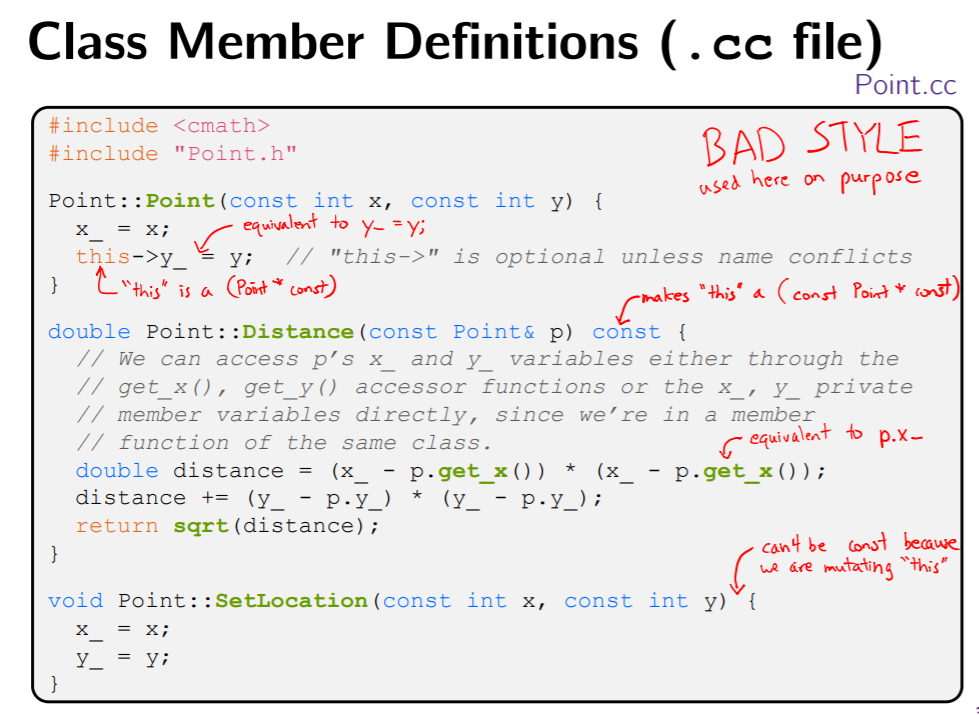 Class Member Definitions (.cc file)
Point.cc
#include <cmath>
#include "Point.h"
BAD STYLE
used here on purpose
Point::Point(const int x, const int y) {
x_ = x;
equivalent to y_ = y;
this->y_ = y; // "this->" is optional unless name conflicts
}
"this" is a (Point * const)
makes "this" a (const Point * const)
double Point::Distance(const Point& p) const {
// We can access p's x_ and y_ variables either through the
// get_x(), get_y() accessor functions or the x_, y_ private
// member variables directly, since we're in a member
// function of the same class.
equivalent to p.x_
double distance = (x_ - p.get_x()) * (x_ - p.get_x());
distance += (y_ - p.y_) * (y_ - p.y_);
return sqrt(distance);
}
can't be const because
we are mutating "this"
void Point::SetLocation(const int x, const int y) {
x_ = x;
y_ = y;
}